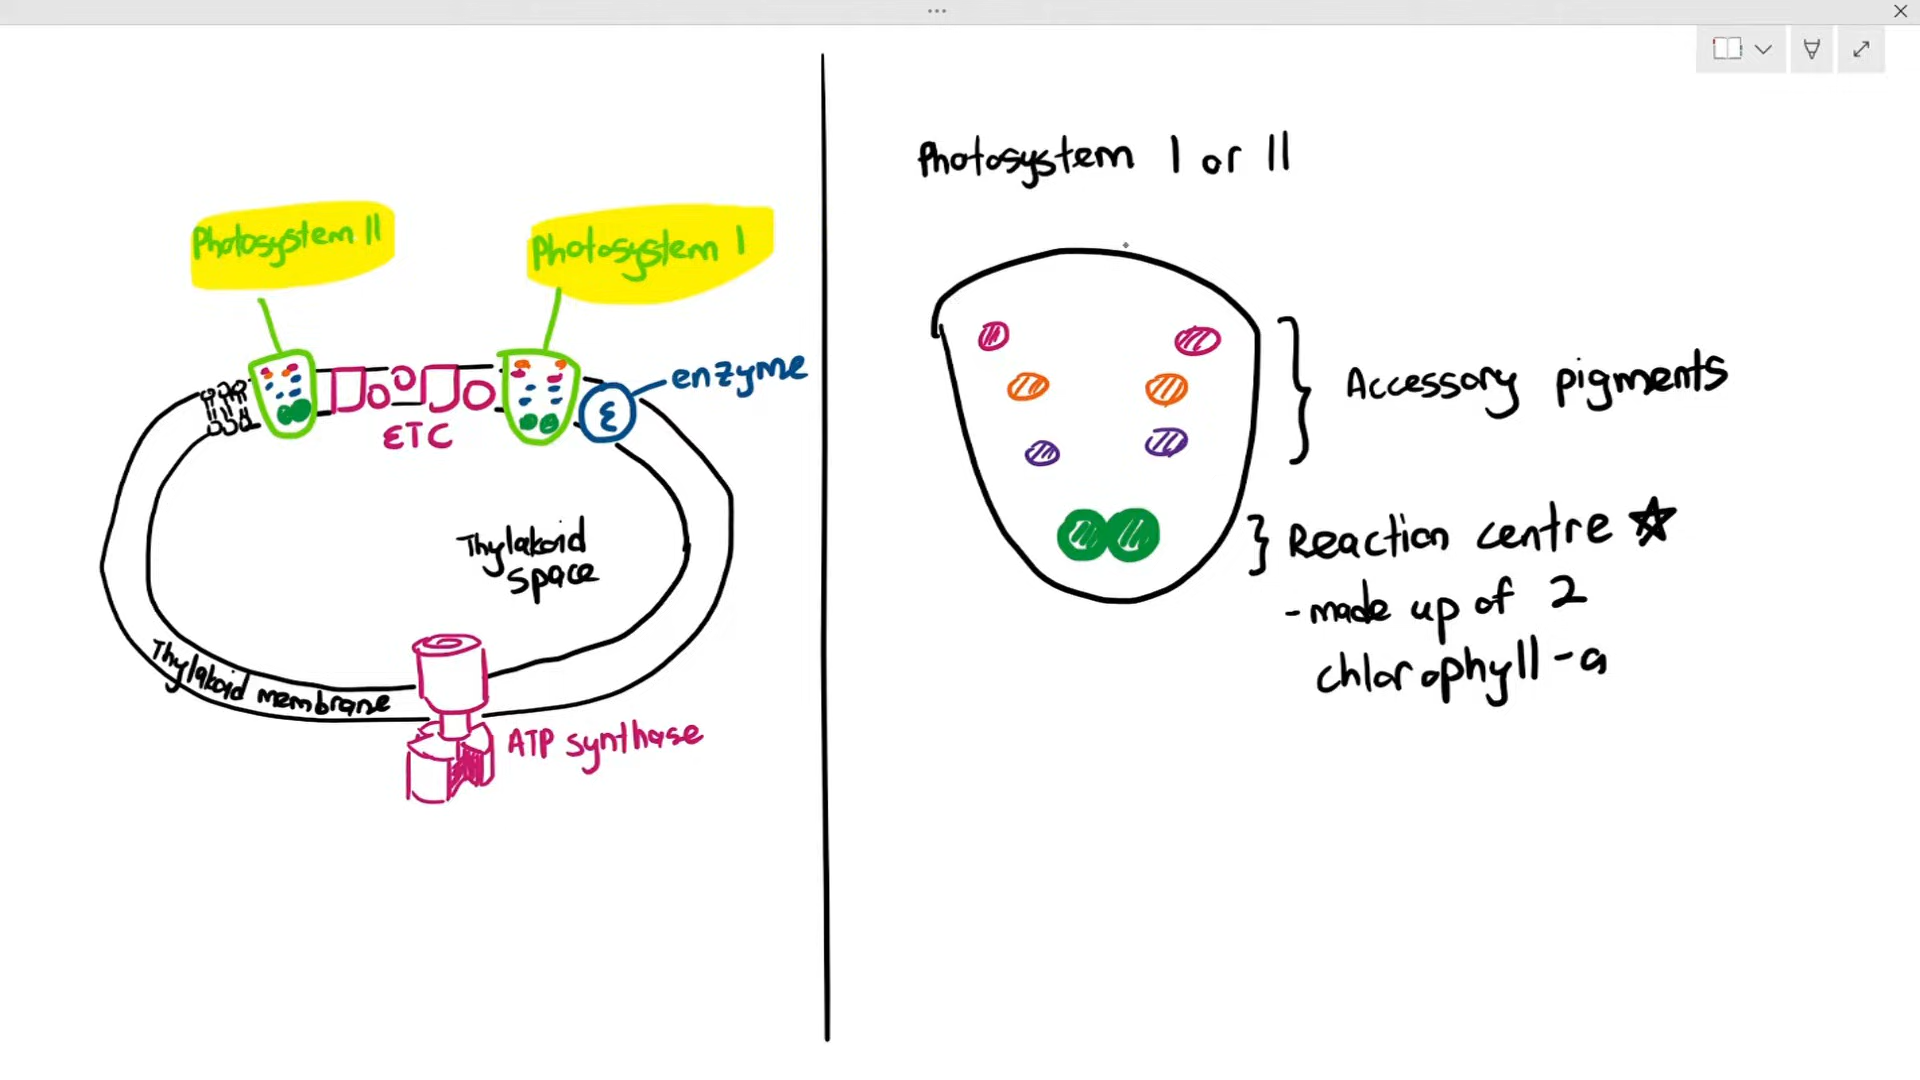 Photosystem II
Photosystem I
enzyme
ETC
E
Thylakoid
space
Thylakoid membrane
ATP synthase
Photosystem I or II
Accessory pigments
Reaction centre
- made up of 2
chlorophyll - a